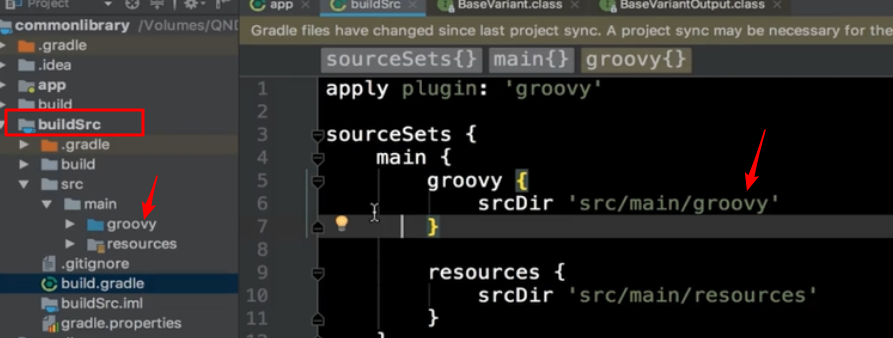 Project
commonlibrary /Volumes/QND
.gradle
.idea
app
build
buildSrc
.gradle
build
src
main
groovy
resources
.gitignore
build.gradle
buildSrc.iml
gradle.properties
app buildSrc BaseVariant.class BaseVariantOutput.class
Gradle files have changed since last project sync. A project sync may be necessary for the
sourceSets{} main{} groovy{}
1 apply plugin: 'groovy'
2
3 sourceSets {
4 main {
5 groovy {
6 srcDir 'src/main/groovy'
7 }
8
9 resources {
10 srcDir 'src/main/resources'
11 }